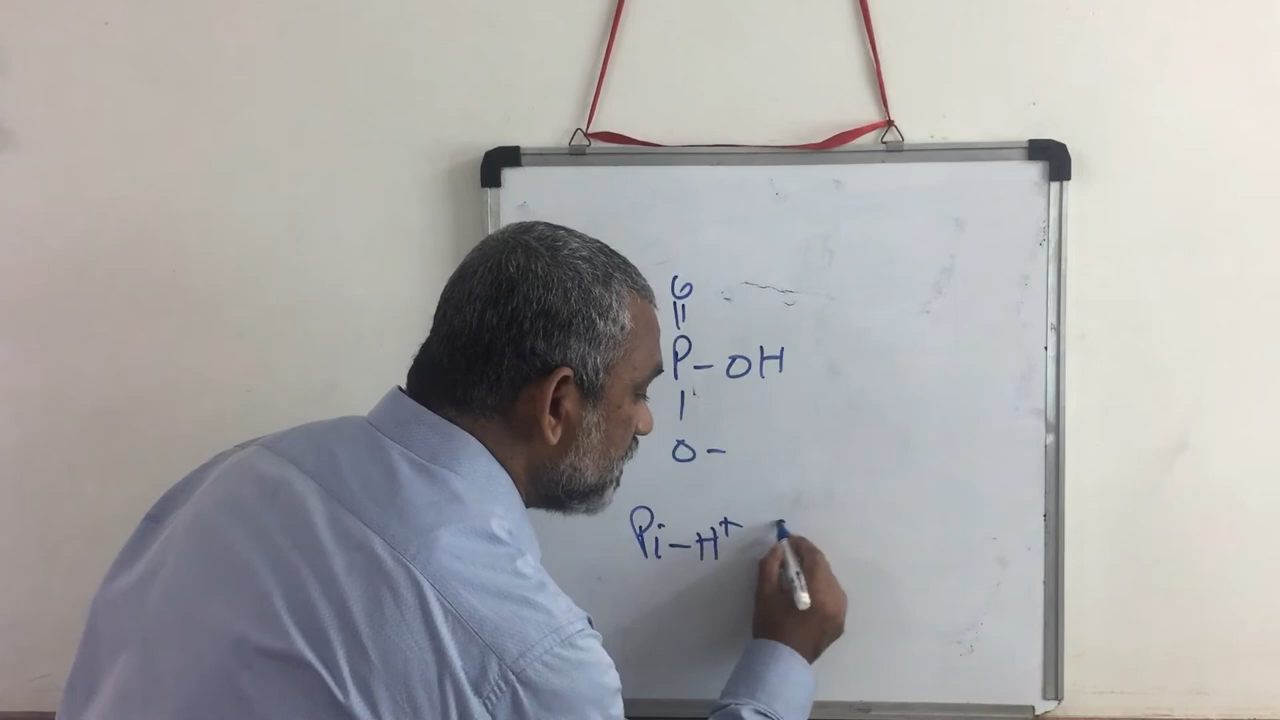 O
||
P - OH
|
O -
Pi - H+